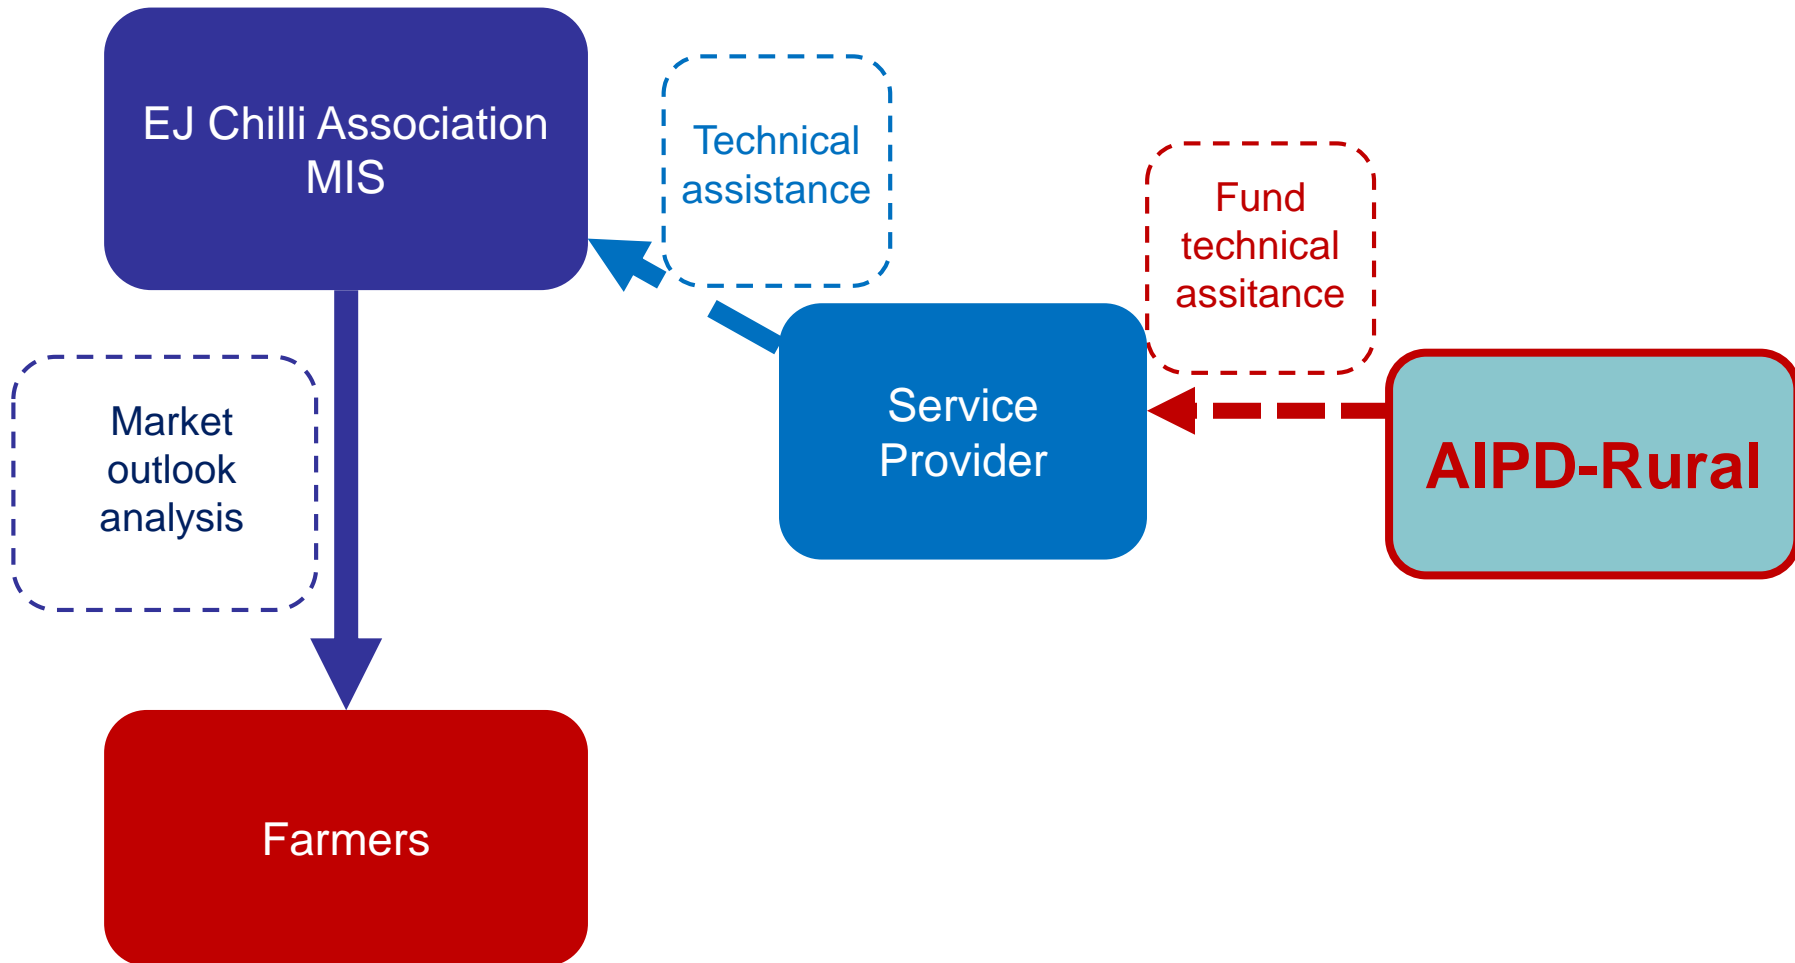 EJ Chilli Association
MIS
Technical
assistance
Fund
technical
assitance
Market
outlook
analysis
Service
Provider
AIPD-Rural
Farmers